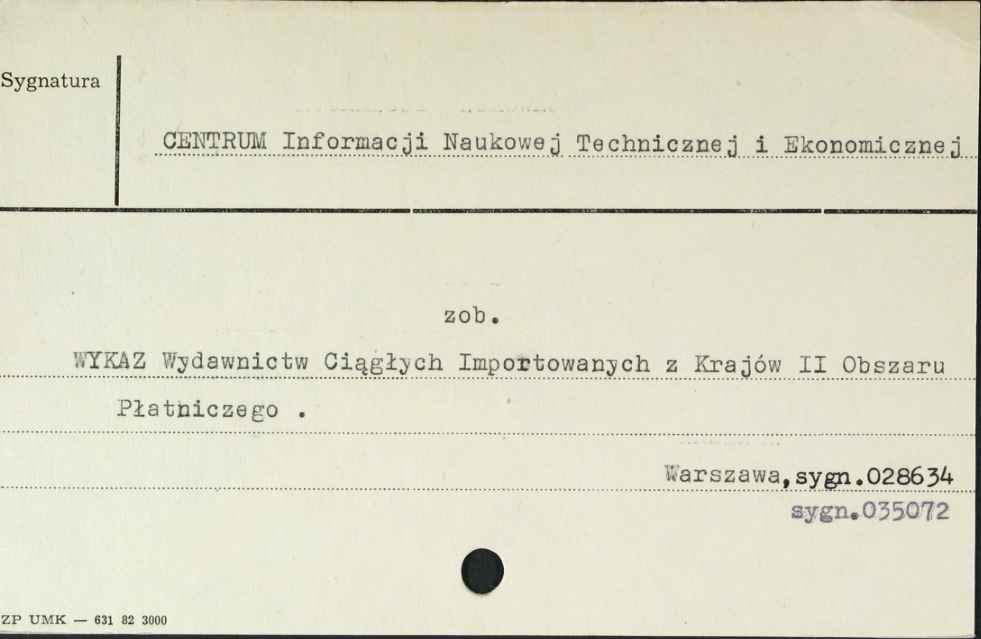 Sygnatura
CENTRUM Informacji Naukowej Technicznej i Ekonomicznej
zob.
WYKAZ Wydawnictw Ciągłych Importowanych z Krajów II Obszaru
Płatniczego .
Warszawa,sygn.028634
sygn.035072
ZP UMK — 631 82 3000